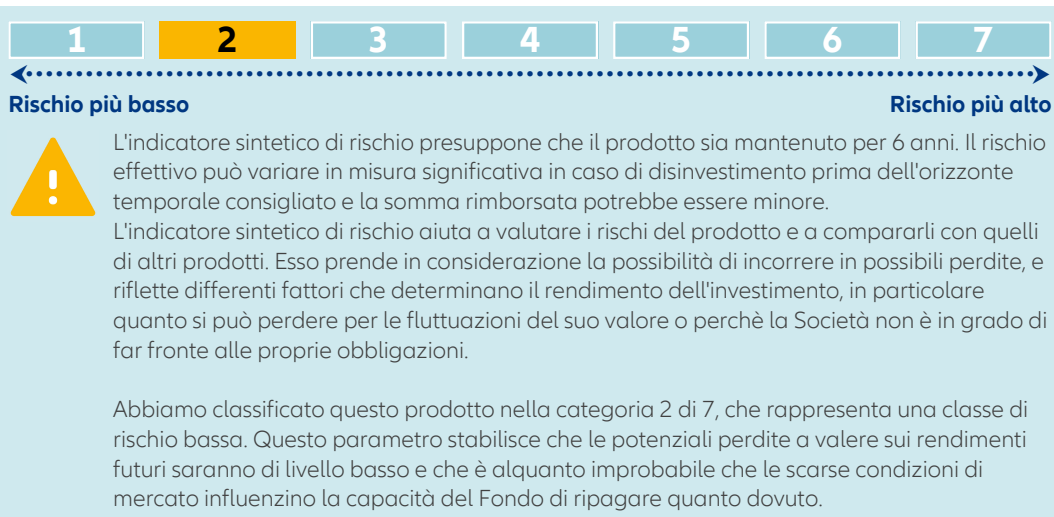 1 2 3 4 5 6 7
Rischio più basso Rischio più alto
L'indicatore sintetico di rischio presuppone che il prodotto sia mantenuto per 6 anni. Il rischio
effettivo può variare in misura significativa in caso di disinvestimento prima dell'orizzonte
temporale consigliato e la somma rimborsata potrebbe essere minore.
L'indicatore sintetico di rischio aiuta a valutare i rischi del prodotto e a compararli con quelli
di altri prodotti. Esso prende in considerazione la possibilità di incorrere in possibili perdite, e
riflette differenti fattori che determinano il rendimento dell'investimento, in particolare
quanto si può perdere per le fluttuazioni del suo valore o perchè la Società non è in grado di
far fronte alle proprie obbligazioni.
Abbiamo classificato questo prodotto nella categoria 2 di 7, che rappresenta una classe di
rischio bassa. Questo parametro stabilisce che le potenziali perdite a valere sui rendimenti
futuri saranno di livello basso e che è alquanto improbabile che le scarse condizioni di
mercato influenzino la capacità del Fondo di ripagare quanto dovuto.